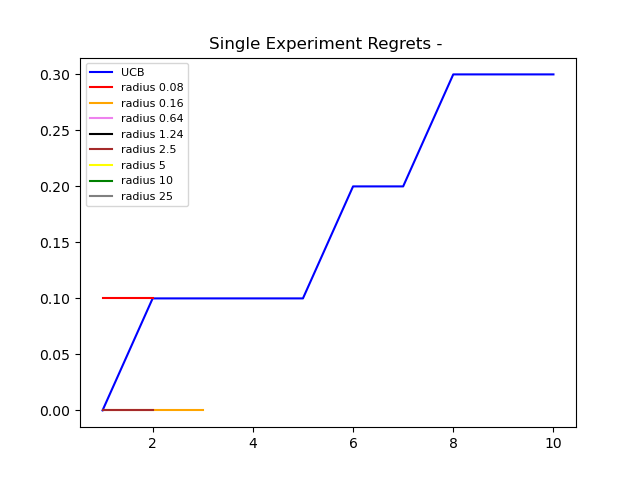 Single Experiment Regrets -
0.30
0.25
0.20
0.15
0.10
0.05
0.00
UCB
radius 0.08
radius 0.16
radius 0.64
radius 1.24
radius 2.5
radius 5
radius 10
radius 25
2 4 6 8 10